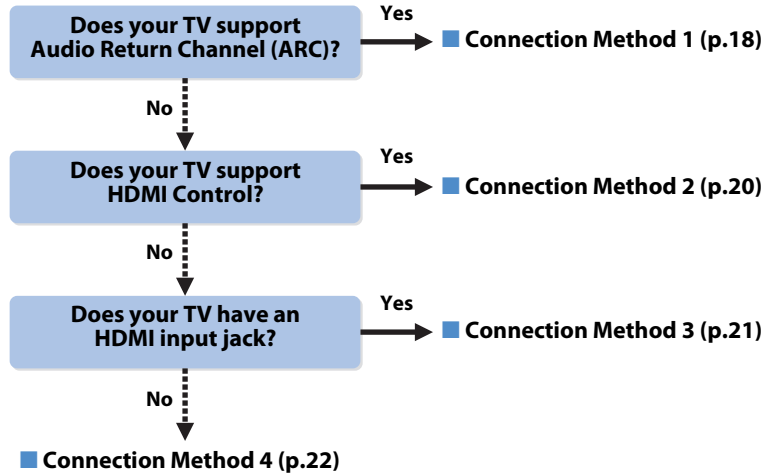 Does your TV support
Audio Return Channel (ARC)?
Yes
Connection Method 1 (p.18)
No
Does your TV support
HDMI Control?
Yes
Connection Method 2 (p.20)
No
Does your TV have an
HDMI input jack?
Yes
Connection Method 3 (p.21)
No
Connection Method 4 (p.22)